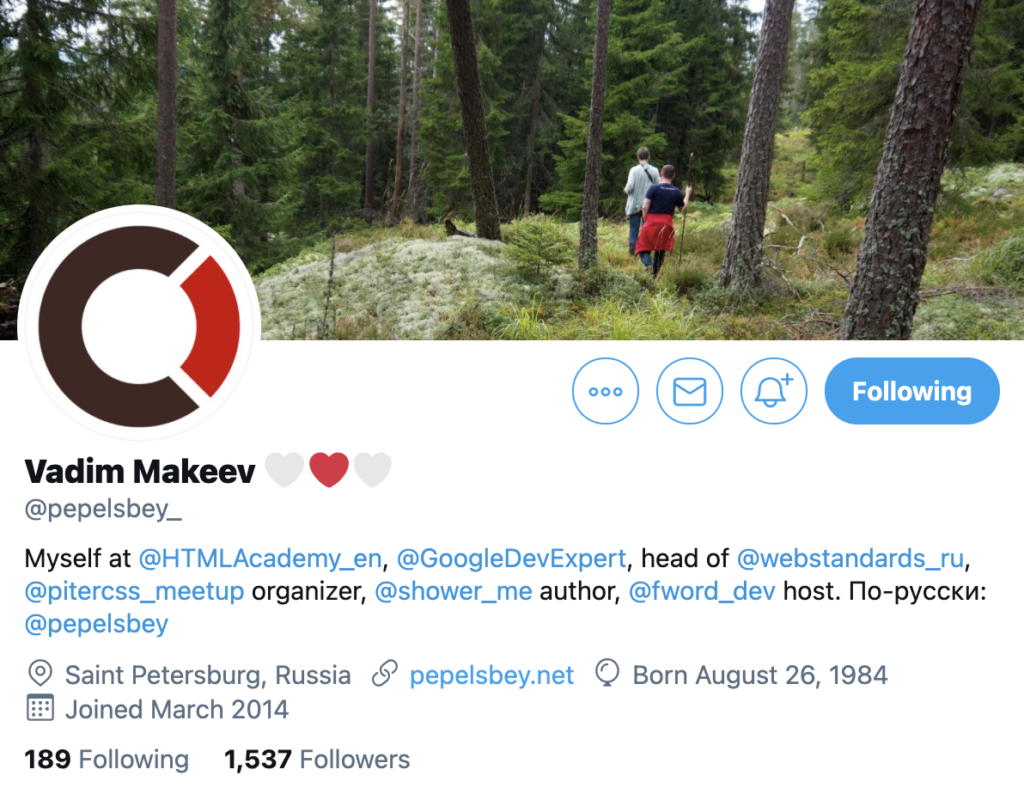 Following
Vadim Makeev 🤍❤️🤍
@pepelsbey_
Myself at @HTMLAcademy_en, @GoogleDevExpert, head of @webstandards_ru,
@pitercss_meetup organizer, @shower_me author, @fword_dev host. По-русски:
@pepelsbey
Saint Petersburg, Russia pepelsbey.net Born August 26, 1984
Joined March 2014
189 Following 1,537 Followers